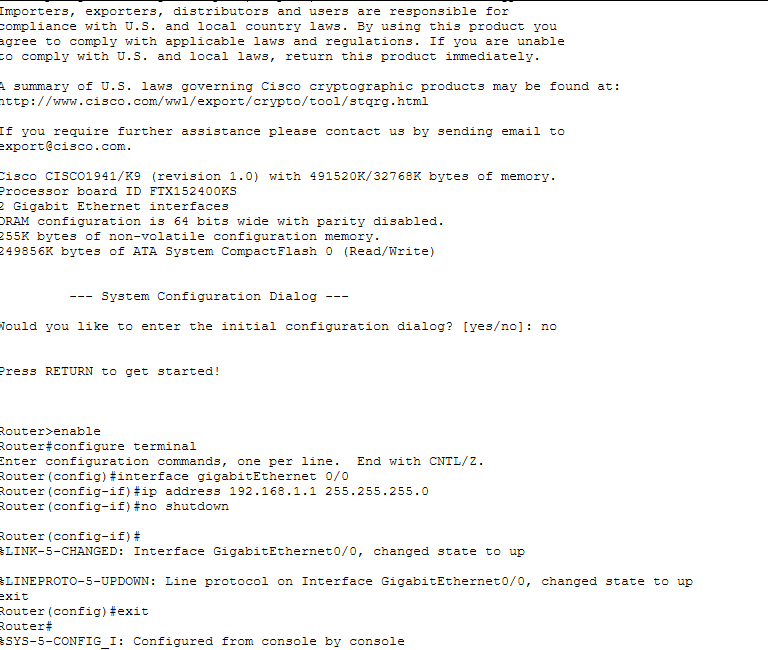 Importers, exporters, distributors and users are responsible for
compliance with U.S. and local country laws. By using this product you
agree to comply with applicable laws and regulations. If you are unable
to comply with U.S. and local laws, return this product immediately.
A summary of U.S. laws governing Cisco cryptographic products may be found at:
http://www.cisco.com/wwl/export/crypto/tool/stqrg.html
If you require further assistance please contact us by sending email to
export@cisco.com.
Cisco CISCO1941/K9 (revision 1.0) with 491520K/32768K bytes of memory.
Processor board ID FTX152400KS
2 Gigabit Ethernet interfaces
DRAM configuration is 64 bits wide with parity disabled.
255K bytes of non-volatile configuration memory.
249856K bytes of ATA System CompactFlash 0 (Read/Write)
--- System Configuration Dialog ---
Would you like to enter the initial configuration dialog? [yes/no]: no
Press RETURN to get started!
Router>enable
Router#configure terminal
Enter configuration commands, one per line.  End with CNTL/Z.
Router(config)#interface gigabitEthernet 0/0
Router(config-if)#ip address 192.168.1.1 255.255.255.0
Router(config-if)#no shutdown
Router(config-if)#
%LINK-5-CHANGED: Interface GigabitEthernet0/0, changed state to up
%LINEPROTO-5-UPDOWN: Line protocol on Interface GigabitEthernet0/0, changed state to up
exit
Router(config)#exit
Router#
%SYS-5-CONFIG_I: Configured from console by console